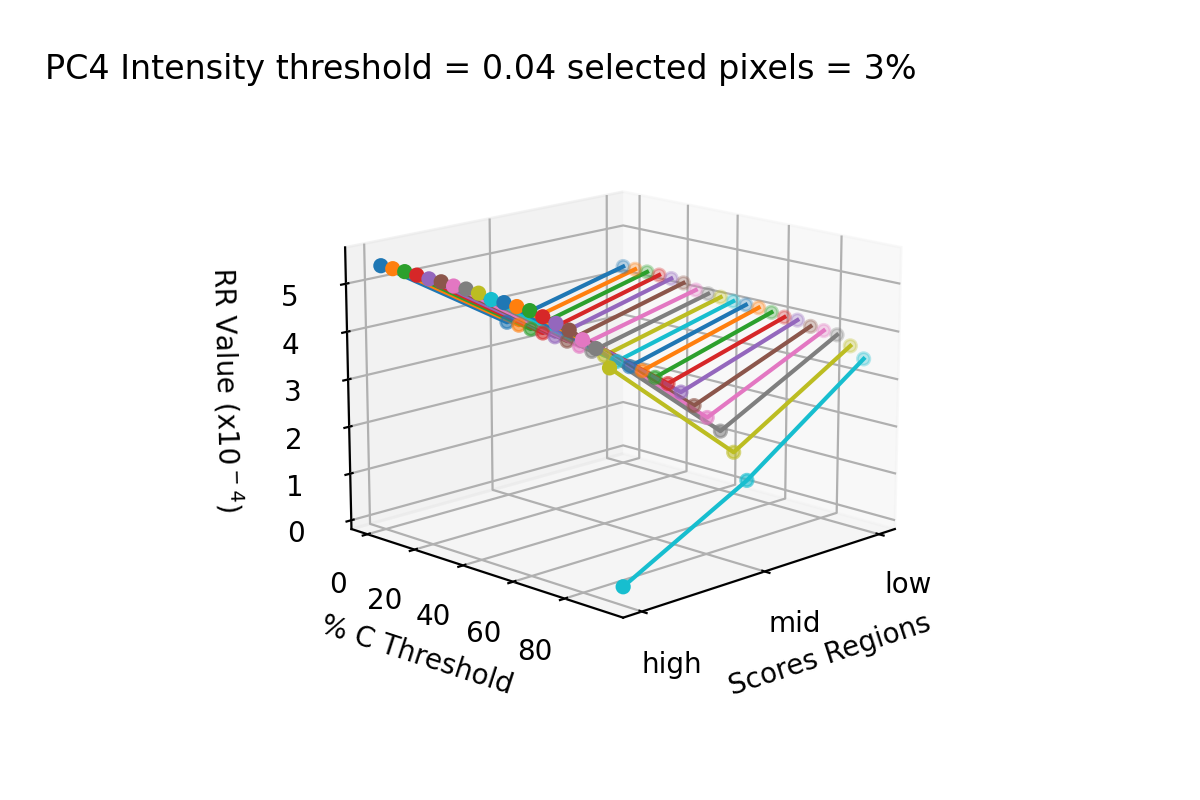 PC4 Intensity threshold = 0.04 selected pixels = 3%
RR Value (x10⁻⁴)
5
4
3
2
1
0
0
20
40
60
80
% C Threshold
high
mid
low
Scores Regions